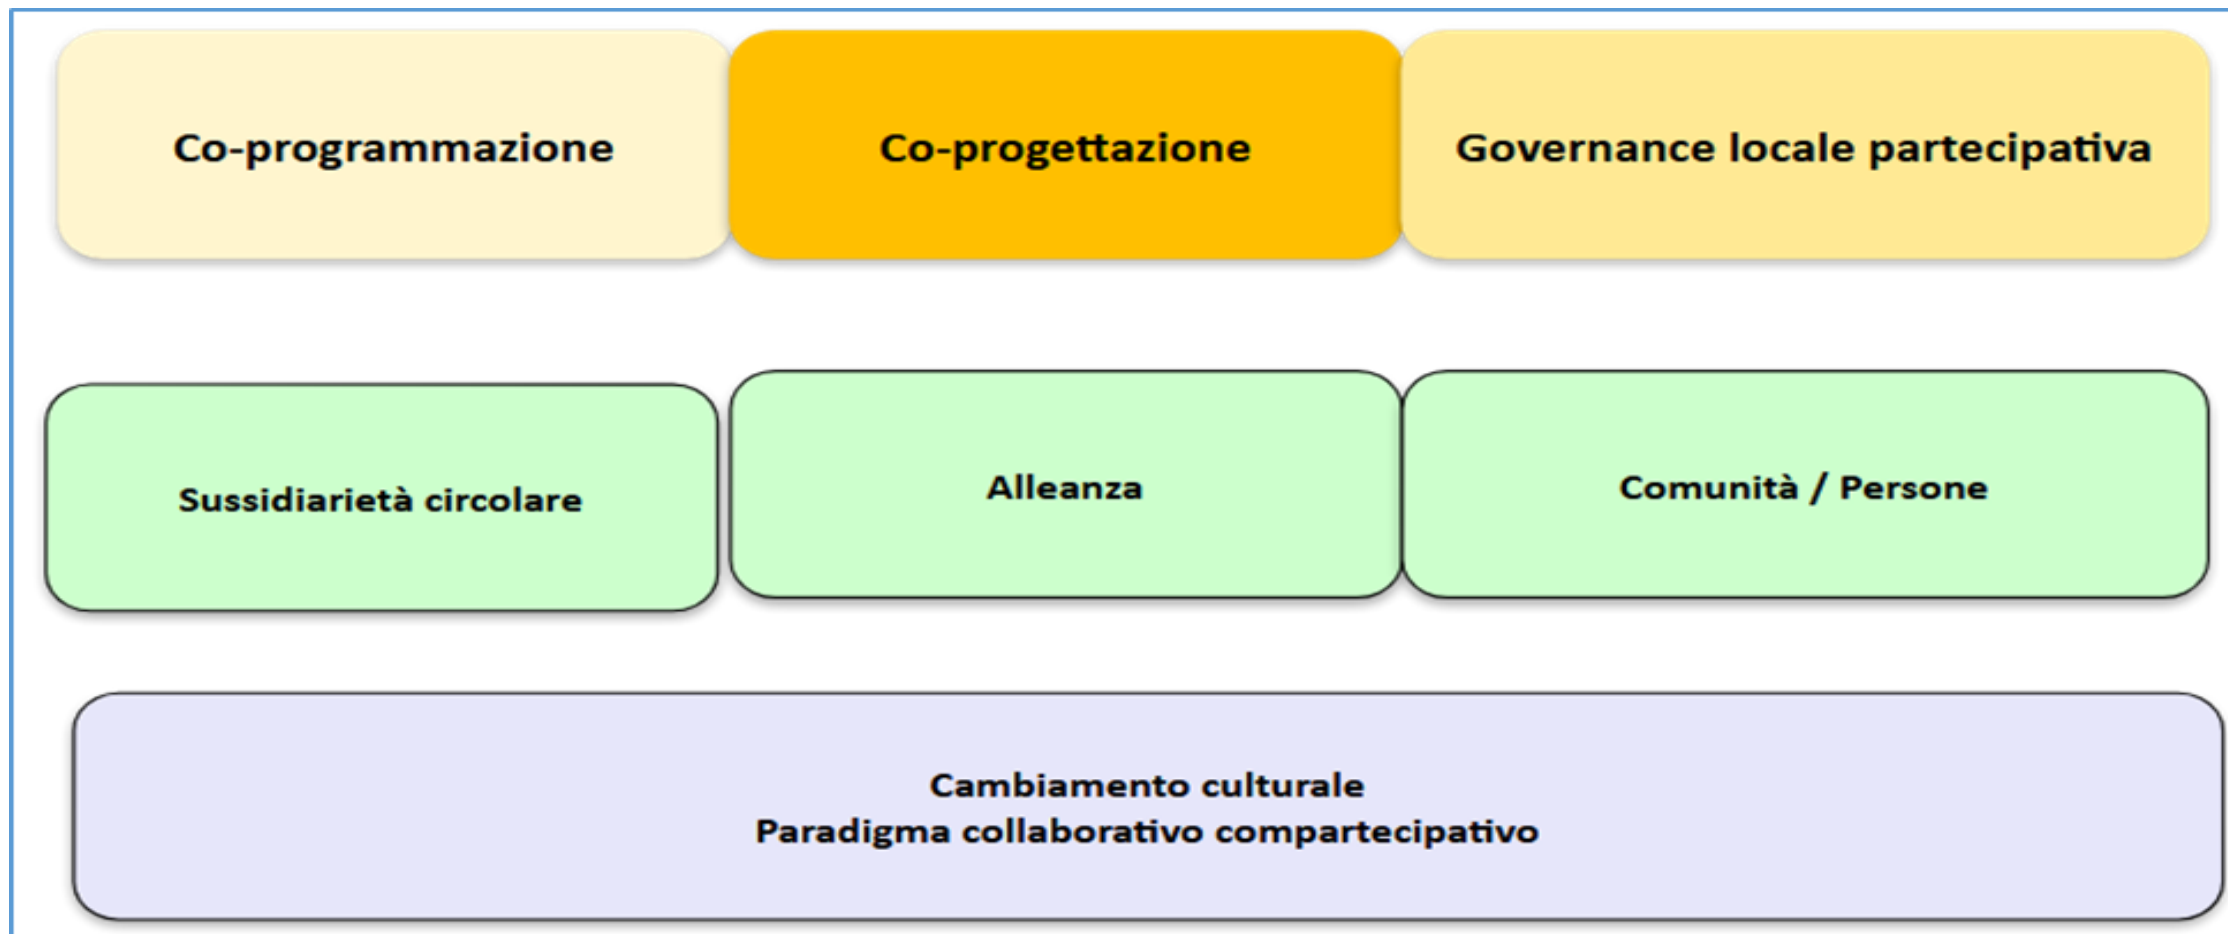 Co-programmazione
Co-progettazione
Governance locale partecipativa
Sussidiarietà circolare
Alleanza
Comunità / Persone
Cambiamento culturale
Paradigma collaborativo compartecipativo